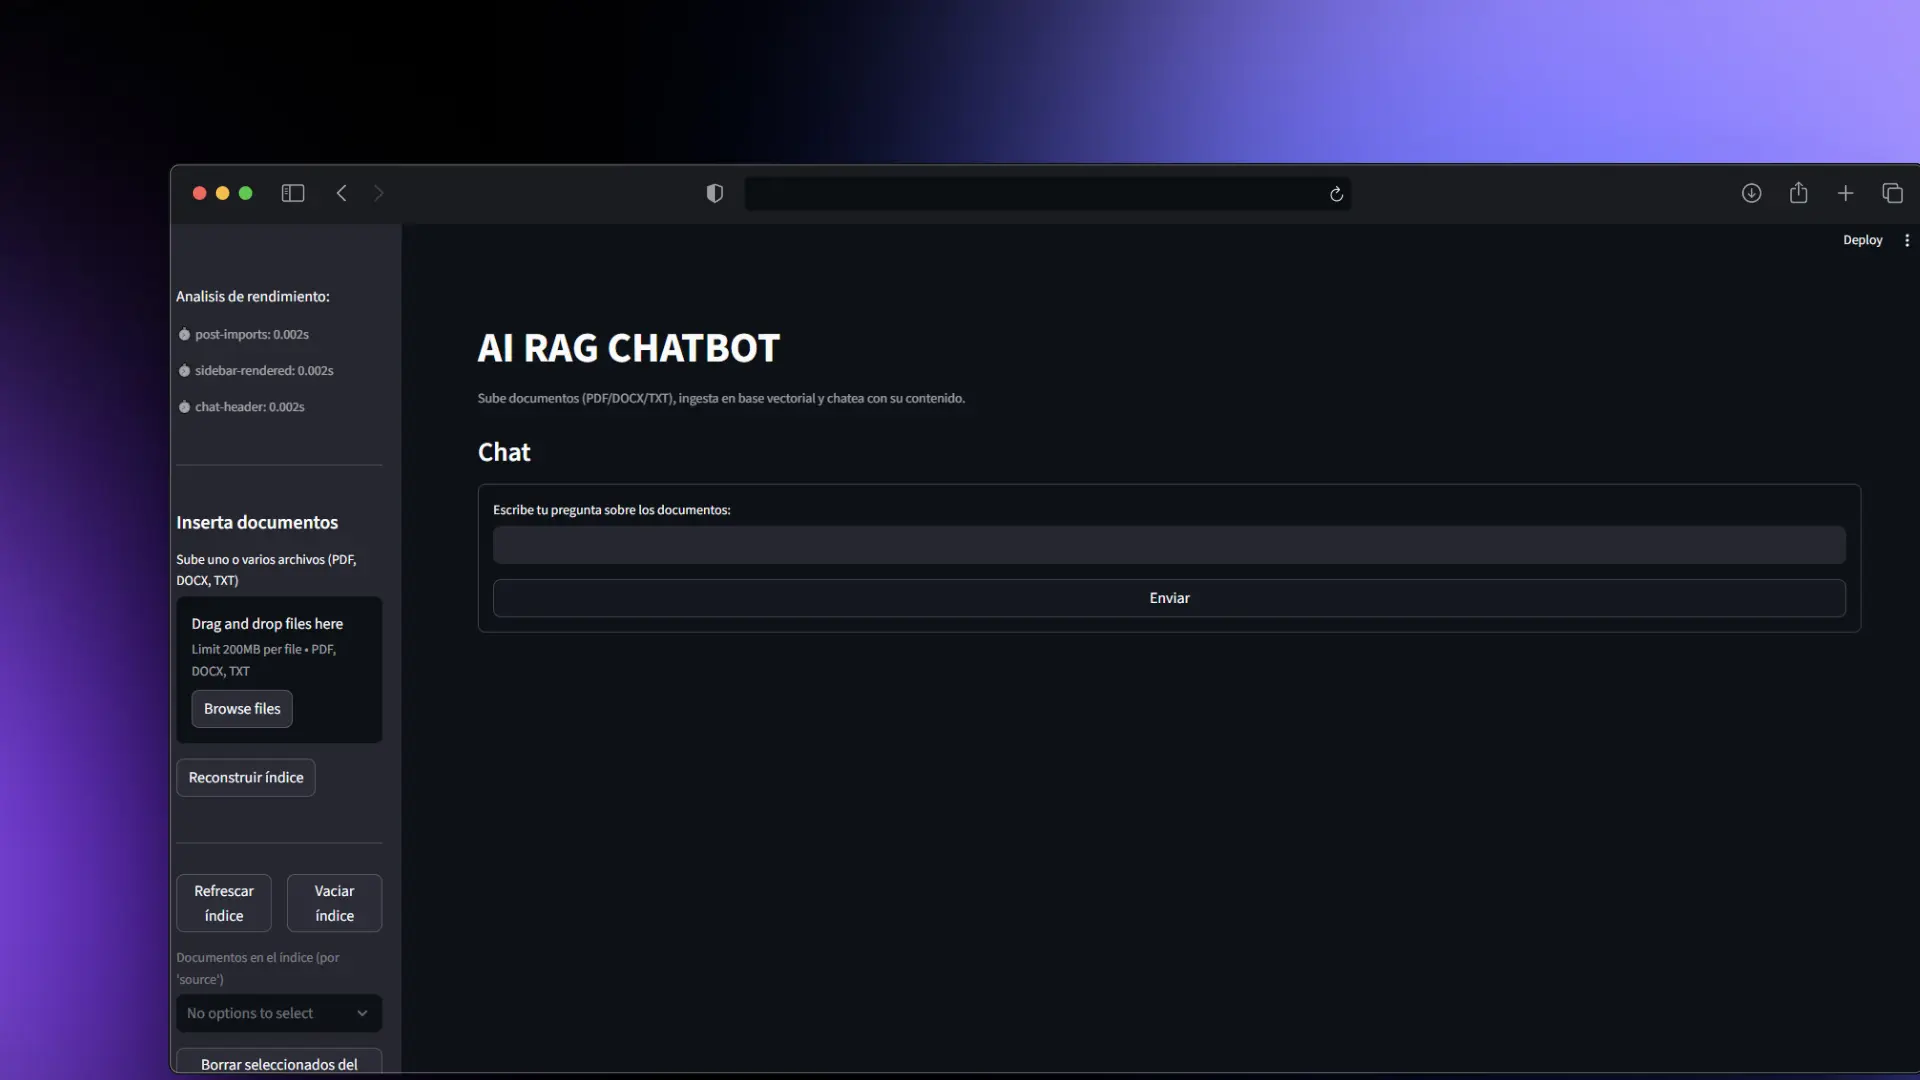 Deploy
Analisis de rendimiento:
post-imports: 0.002s
sidebar-rendered: 0.002s
chat-header: 0.002s
Inserta documentos
Sube uno o varios archivos (PDF,
DOCX, TXT)
Drag and drop files here
Limit 200MB per file • PDF,
DOCX, TXT
Browse files
Reconstruir índice
Refrescar
índice
Vaciar
índice
Documentos en el índice (por
'source')
No options to select
Borrar seleccionados del
AI RAG CHATBOT
Sube documentos (PDF/DOCX/TXT), ingesta en base vectorial y chatea con su contenido.
Chat
Escribe tu pregunta sobre los documentos:
Enviar